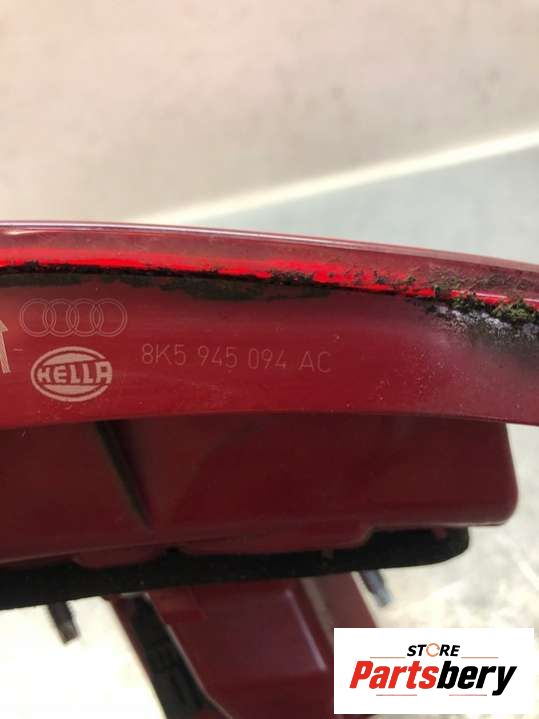 8K5 945 094 AC
HELLA
STORE
Partsbery